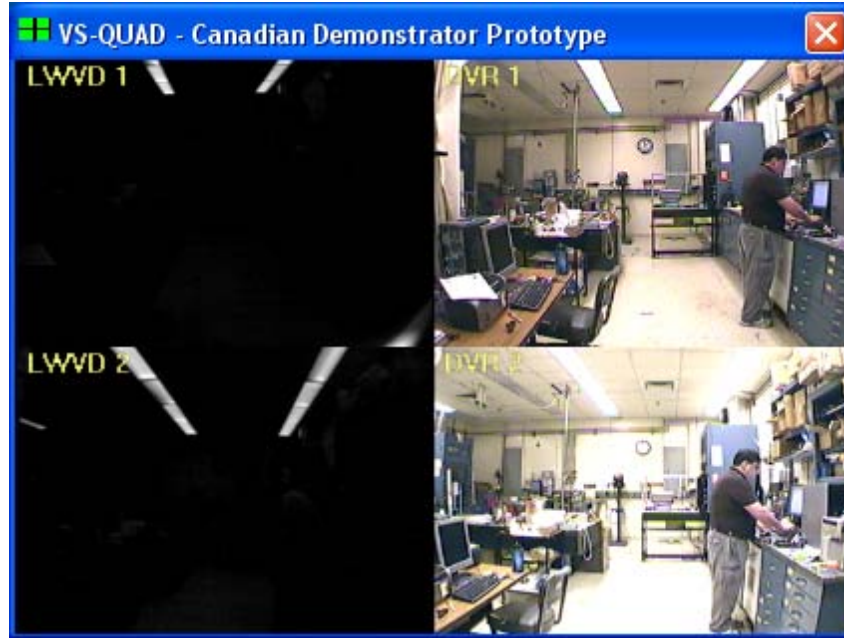 VS-QUAD - Canadian Demonstrator Prototype
LWVD 1
DVR 1
LWVD 2
DVR 2